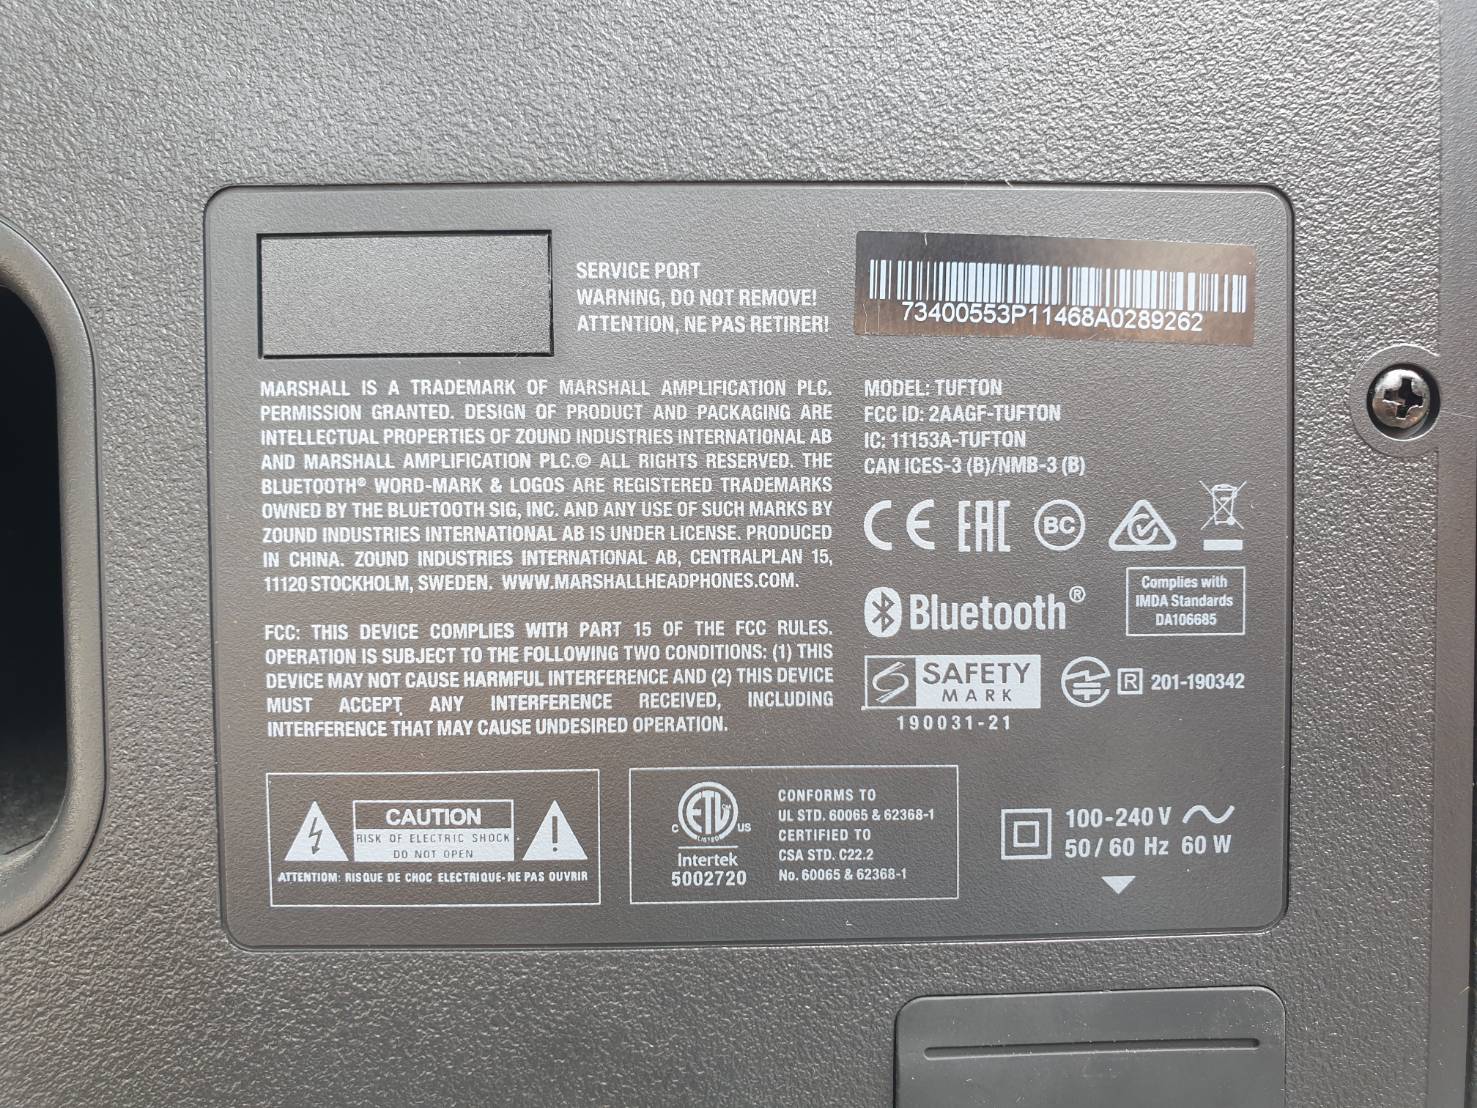 SERVICE PORT
WARNING, DO NOT REMOVE!
ATTENTION, NE PAS RETIRER!
73400553P11468A0289262
MARSHALL IS A TRADEMARK OF MARSHALL AMPLIFICATION PLC.
PERMISSION GRANTED. DESIGN OF PRODUCT AND PACKAGING ARE
INTELLECTUAL PROPERTIES OF ZOUND INDUSTRIES INTERNATIONAL AB
AND MARSHALL AMPLIFICATION PLC.© ALL RIGHTS RESERVED. THE
BLUETOOTH® WORD-MARK & LOGOS ARE REGISTERED TRADEMARKS
OWNED BY THE BLUETOOTH SIG, INC. AND ANY USE OF SUCH MARKS BY
ZOUND INDUSTRIES INTERNATIONAL AB IS UNDER LICENSE. PRODUCED
IN CHINA. ZOUND INDUSTRIES INTERNATIONAL AB, CENTRALPLAN 15,
11120 STOCKHOLM, SWEDEN. WWW.MARSHALLHEADPHONES.COM.
FCC: THIS DEVICE COMPLIES WITH PART 15 OF THE FCC RULES.
OPERATION IS SUBJECT TO THE FOLLOWING TWO CONDITIONS: (1) THIS
DEVICE MAY NOT CAUSE HARMFUL INTERFERENCE AND (2) THIS DEVICE
MUST ACCEPT ANY INTERFERENCE RECEIVED, INCLUDING
INTERFERENCE THAT MAY CAUSE UNDESIRED OPERATION.
MODEL: TUFTON
FCC ID: 2AAGF-TUFTON
IC: 11153A-TUFTON
CAN ICES-3 (B)/NMB-3 (B)
CE EAC BC
Bluetooth®
Complies with
IMDA Standards
DA106685
SAFETY
MARK
190031-21
R 201-190342
CAUTION
RISK OF ELECTRIC SHOCK
DO NOT OPEN
ATTENTIOM: RISQUE DE CHOC ELECTRIQUE-NE PAS OUVRIR
ETL CM
LISTED
C US
Intertek
5002720
CONFORMS TO
UL STD. 60065 & 62368-1
CERTIFIED TO
CSA STD. C22.2
No. 60065 & 62368-1
100-240 V
50 / 60 Hz 60 W